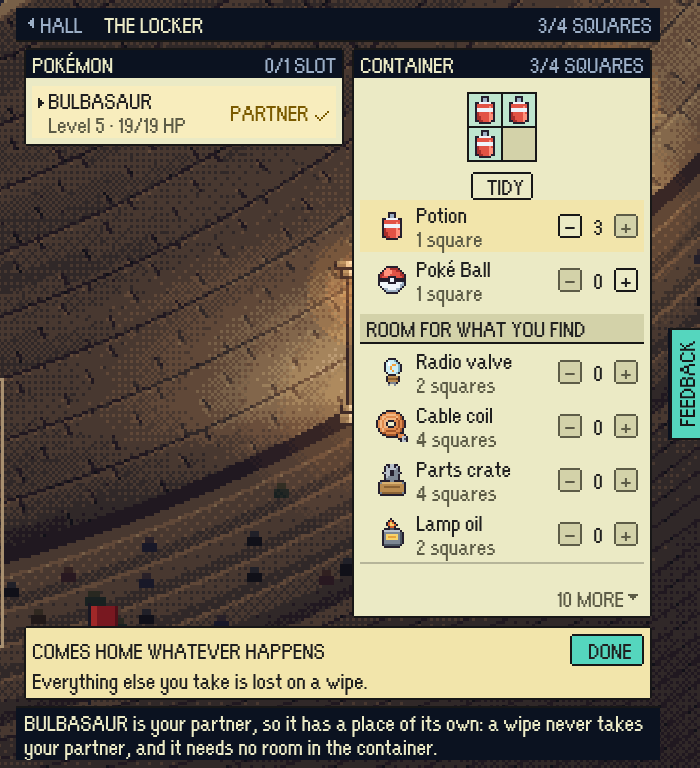 HALL THE LOCKER 3/4 SQUARES
POKÉMON 0/1 SLOT
BULBASAUR
Level 5 · 19/19 HP
PARTNER
CONTAINER 3/4 SQUARES
TIDY
Potion
1 square
3
Poké Ball
1 square
0
ROOM FOR WHAT YOU FIND
Radio valve
2 squares
0
Cable coil
4 squares
0
Parts crate
4 squares
0
Lamp oil
2 squares
0
10 MORE
FEEDBACK
COMES HOME WHATEVER HAPPENS
DONE
Everything else you take is lost on a wipe.
BULBASAUR is your partner, so it has a place of its own: a wipe never takes
your partner, and it needs no room in the container.